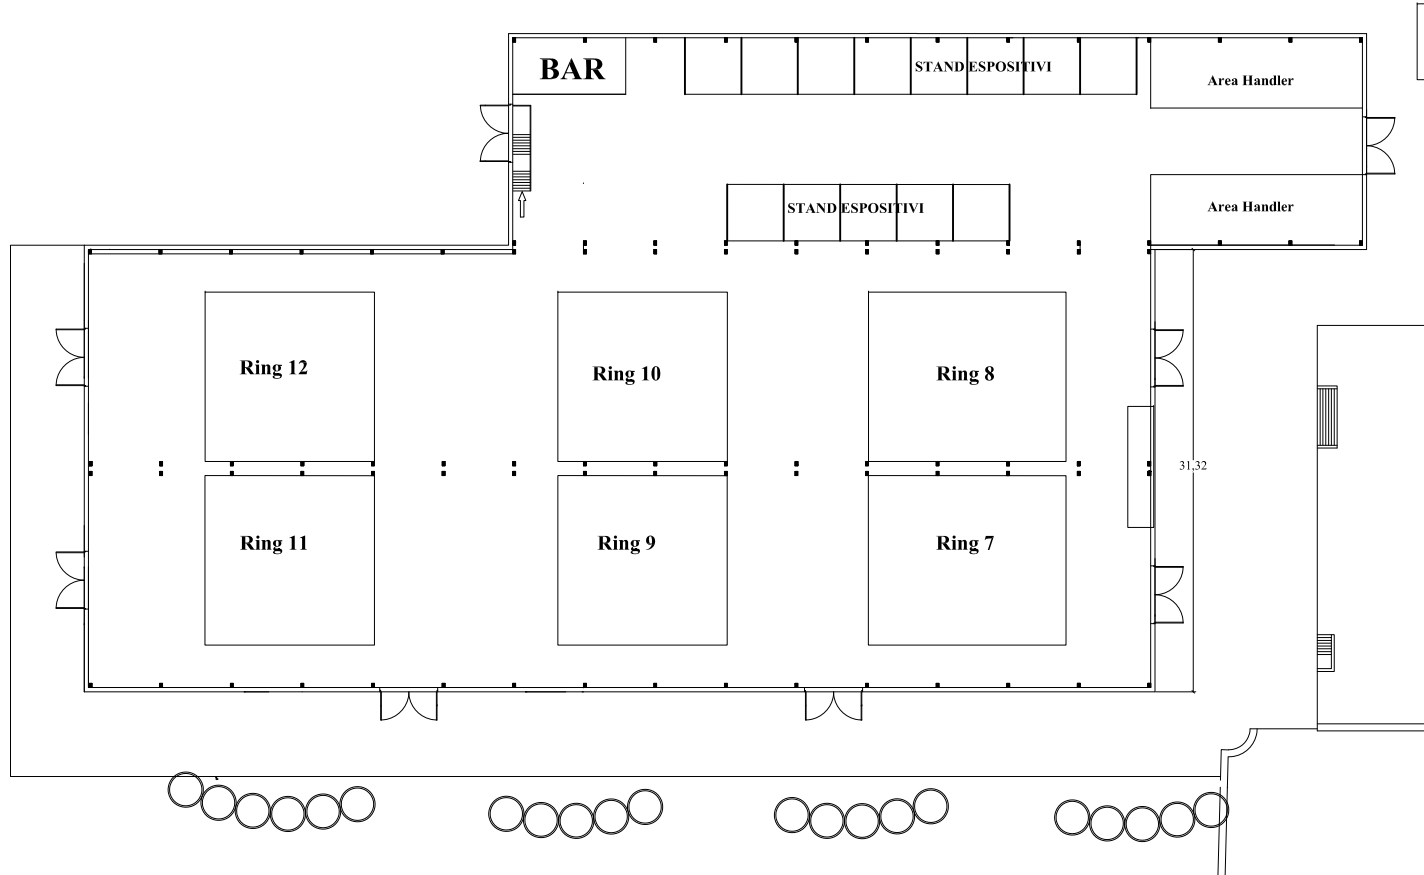 BAR
STAND ESPOSITIVI
Area Handler
STAND ESPOSITIVI
Area Handler
Ring 12
Ring 10
Ring 8
31,32
Ring 11
Ring 9
Ring 7